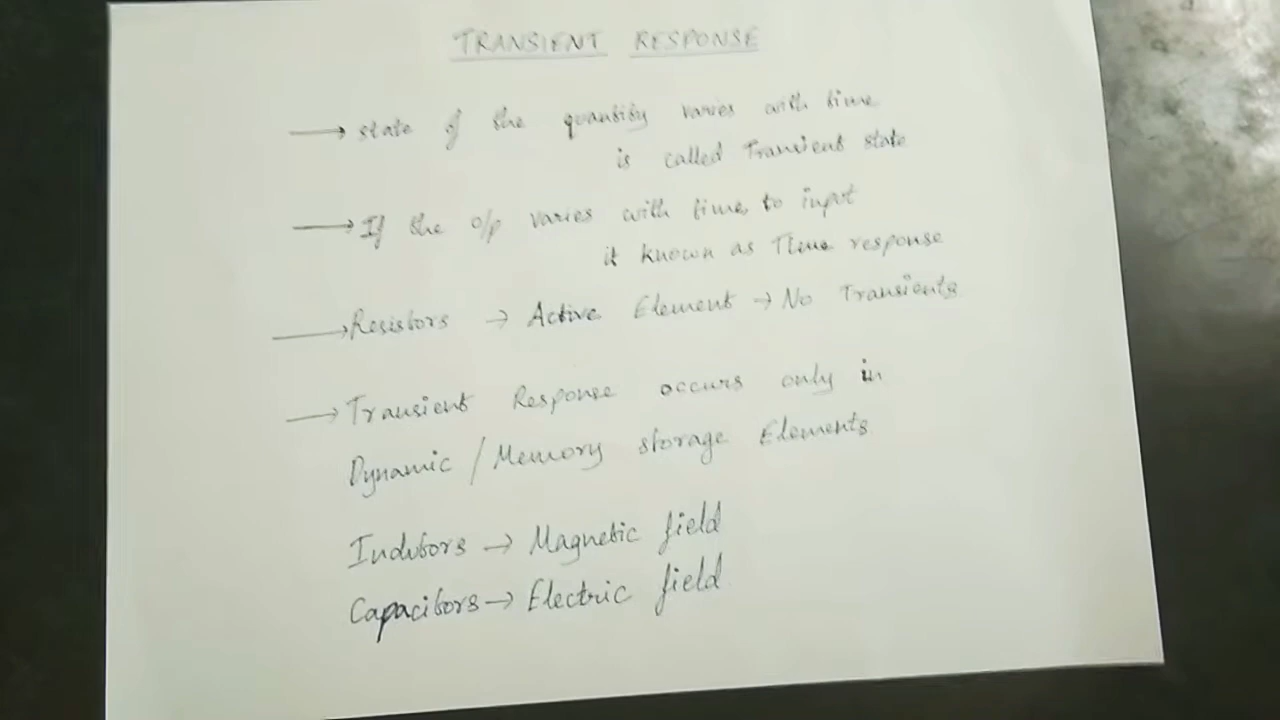 TRANSIENT RESPONSE
→ state of the quantity varies with time
is called Transient state
→ If the o/p varies with time, to input
it known as Time response
→ Resistors → Active Element → No Transients
→ Transient Response occurs only in
Dynamic / Memory storage Elements
Indutors → Magnetic field
Capacitors → Electric field